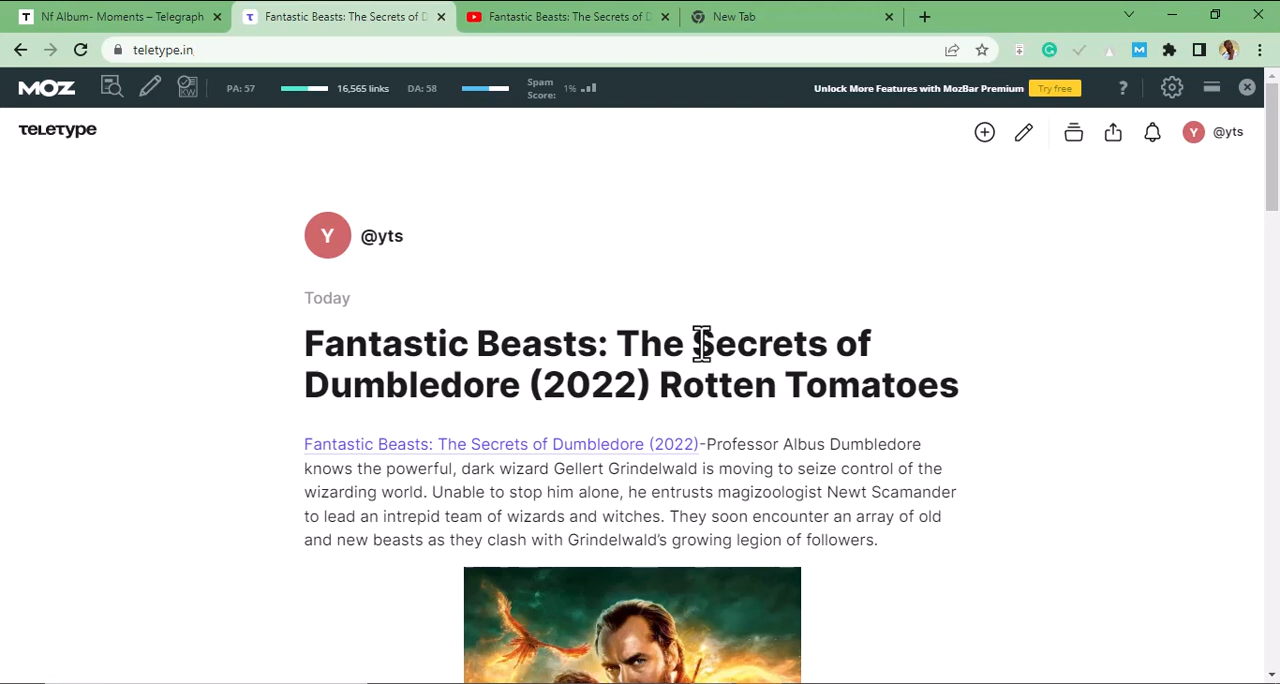 Nf Album- Moments – Telegraph
Fantastic Beasts: The Secrets of D
Fantastic Beasts: The Secrets of D
New Tab
teletype.in
MOZ
PA: 57
16,565 links
DA: 58
Spam
Score:
1%
Unlock More Features with MozBar Premium
Try free
?
TELETYPE
Y
@yts
Y
@yts
Today
Fantastic Beasts: The Secrets of
Dumbledore (2022) Rotten Tomatoes
Fantastic Beasts: The Secrets of Dumbledore (2022)-Professor Albus Dumbledore
knows the powerful, dark wizard Gellert Grindelwald is moving to seize control of the
wizarding world. Unable to stop him alone, he entrusts magizoologist Newt Scamander
to lead an intrepid team of wizards and witches. They soon encounter an array of old
and new beasts as they clash with Grindelwald's growing legion of followers.